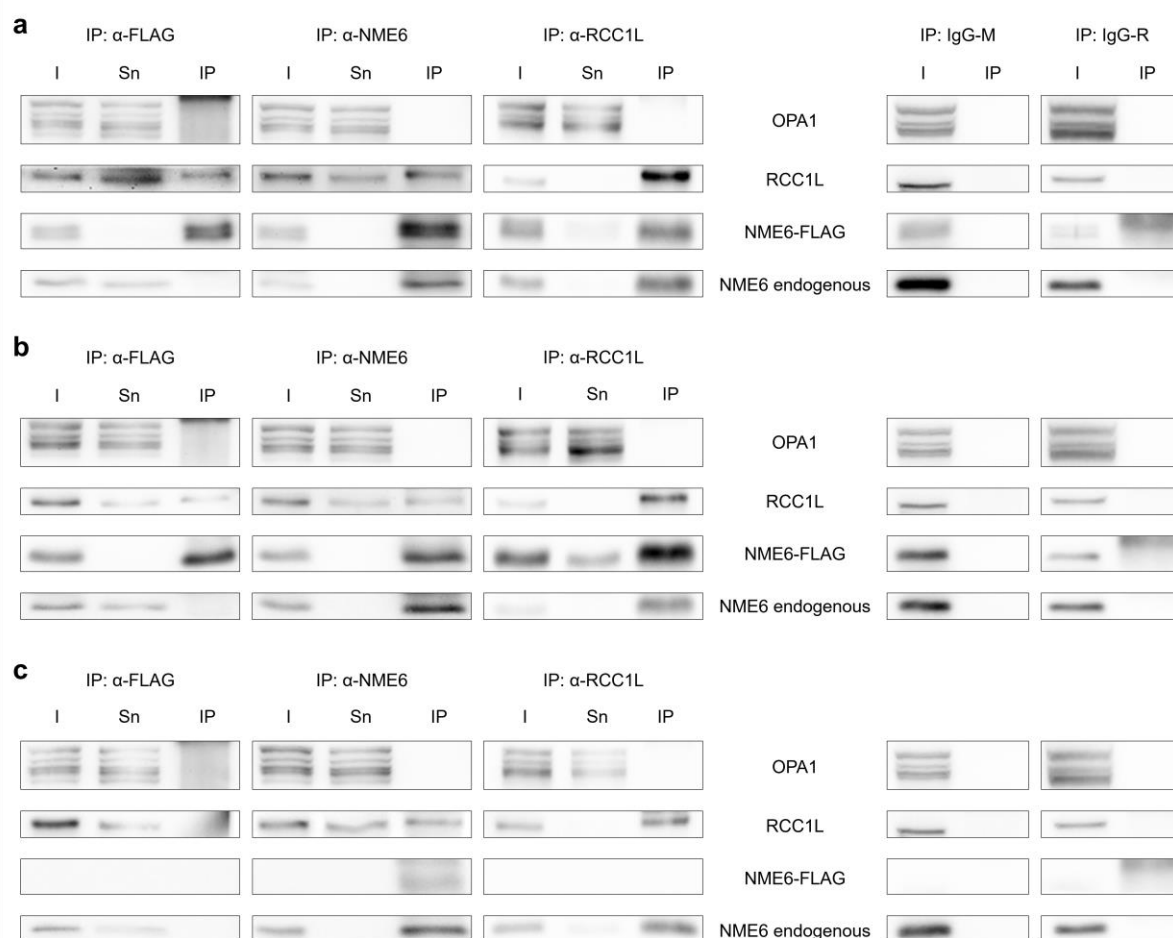 a
IP: α-FLAG IP: α-NME6 IP: α-RCC1L IP: IgG-M IP: IgG-R
I Sn IP I Sn IP I Sn IP I IP I IP
OPA1
RCC1L
NME6-FLAG
NME6 endogenous
b
IP: α-FLAG IP: α-NME6 IP: α-RCC1L
I Sn IP I Sn IP I Sn IP
OPA1
RCC1L
NME6-FLAG
NME6 endogenous
c
IP: α-FLAG IP: α-NME6 IP: α-RCC1L
I Sn IP I Sn IP I Sn IP
OPA1
RCC1L
NME6-FLAG
NME6 endogenous